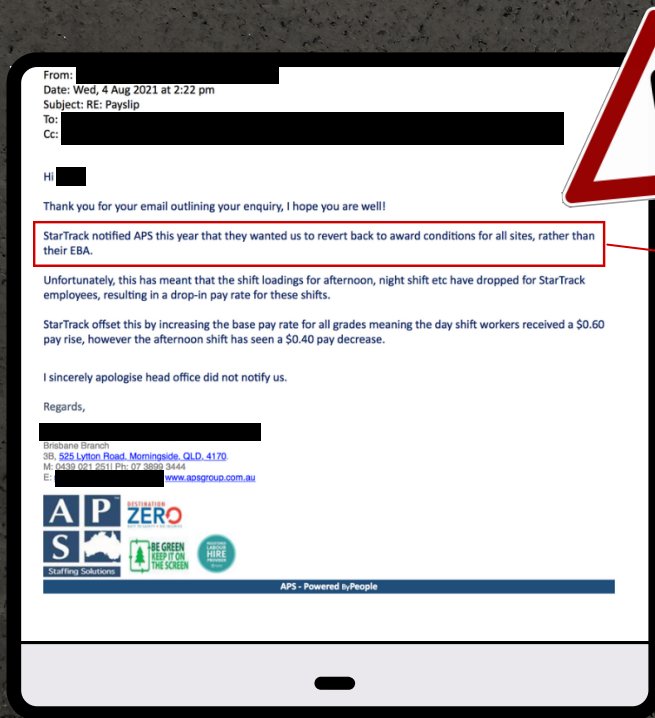 From:
Date: Wed, 4 Aug 2021 at 2:22 pm
Subject: RE: Payslip
To:
Cc:
Hi
Thank you for your email outlining your enquiry, I hope you are well!
StarTrack notified APS this year that they wanted us to revert back to award conditions for all sites, rather than
their EBA.
Unfortunately, this has meant that the shift loadings for afternoon, night shift etc have dropped for StarTrack
employees, resulting in a drop-in pay rate for these shifts.
StarTrack offset this by increasing the base pay rate for all grades meaning the day shift workers received a $0.60
pay rise, however the afternoon shift has seen a $0.40 pay decrease.
I sincerely apologise head office did not notify us.
Regards,
Brisbane Branch
3B, 525 Lytton Road, Morningside, QLD, 4170.
M: 0439 021 251| Ph: 07 3899 3444
E: www.apsgroup.com.au
A P S
Staffing Solutions
DESTINATION
ZERO
BE GREEN
KEEP IT ON
THE SCREEN
LABOUR
HIRE
PROVIDER
APS - Powered ByPeople